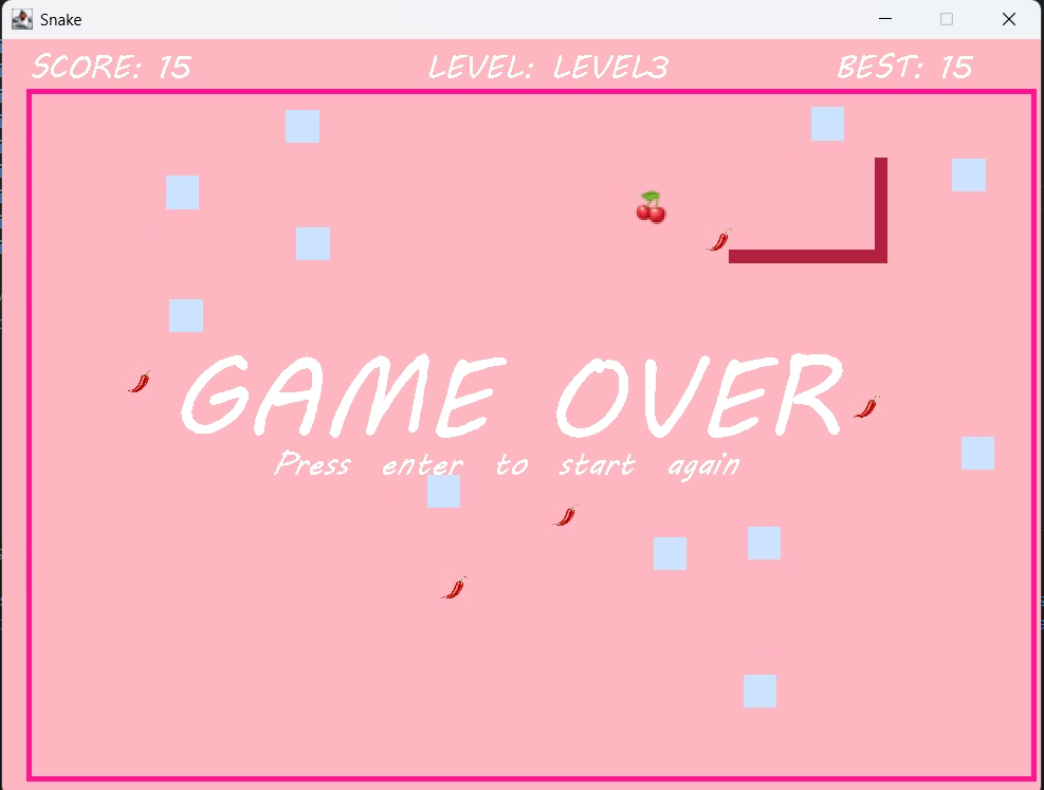 Snake
SCORE: 15 LEVEL: LEVEL3 BEST: 15
GAME OVER
Press enter to start again